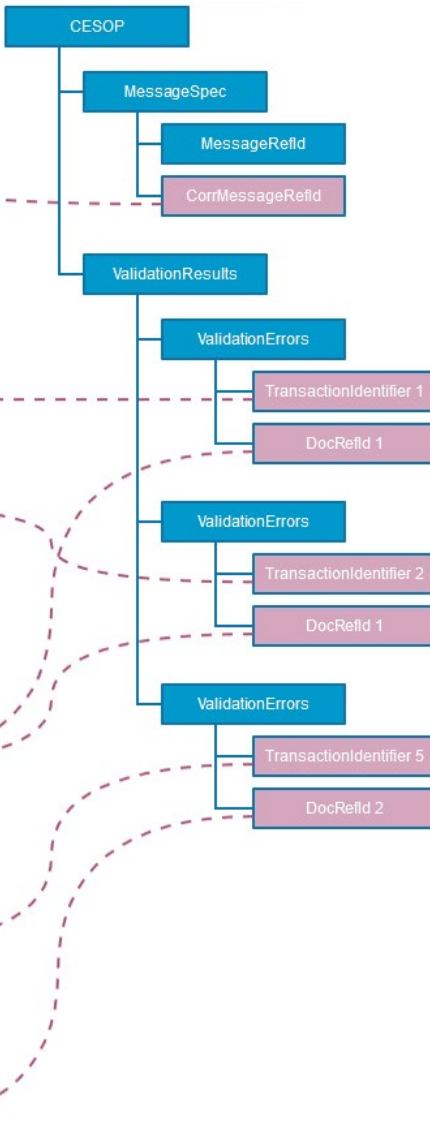 CESOP
MessageSpec
MessageRefId
CorrMessageRefId
ValidationResults
ValidationErrors
TransactionIdentifier 1
DocRefId 1
ValidationErrors
TransactionIdentifier 2
DocRefId 1
ValidationErrors
TransactionIdentifier 5
DocRefId 2